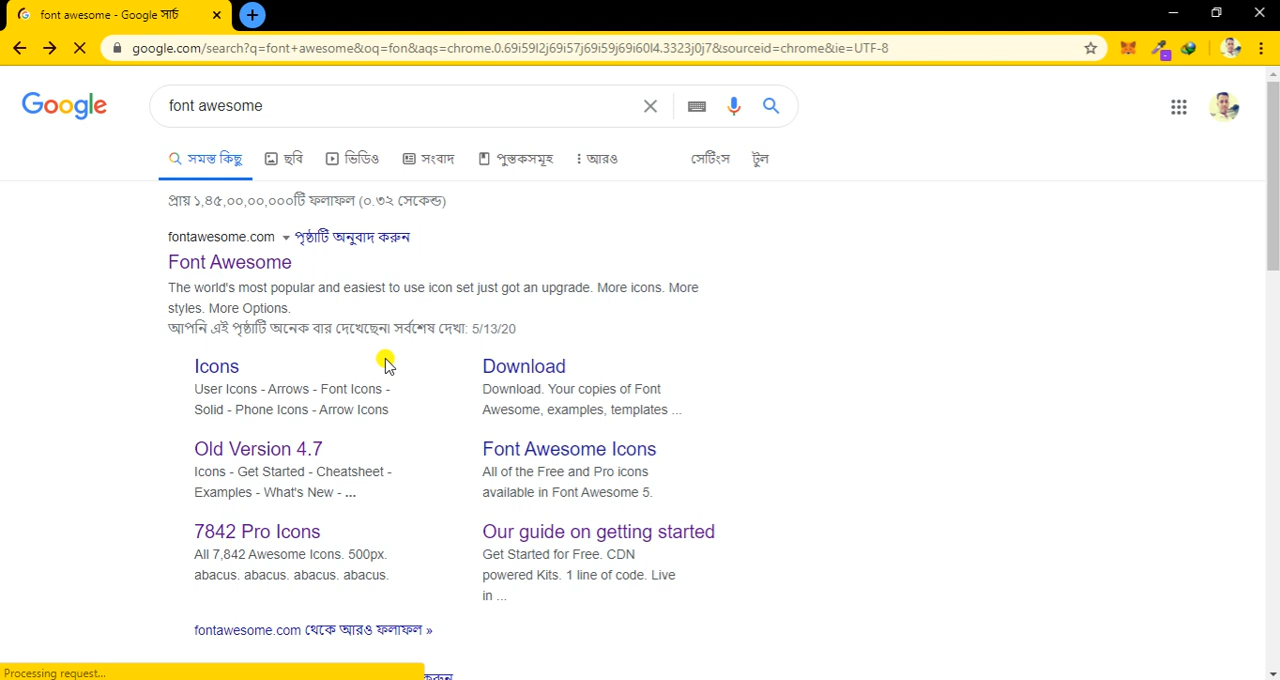 font awesome - Google সার্চ
google.com/search?q=font+awesome&oq=fon&aqs=chrome.0.69i59l2j69i57j69i59j69i60l4.3323j0j7&sourceid=chrome&ie=UTF-8
Google
font awesome
সমস্ত কিছু ছবি ভিডিও সংবাদ পুস্তকসমূহ আরও সেটিংস টুল
প্রায় ১,৪৫,০০,০০,০০০টি ফলাফল (০.৩২ সেকেন্ড)
fontawesome.com পৃষ্ঠাটি অনুবাদ করুন
Font Awesome
The world's most popular and easiest to use icon set just got an upgrade. More icons. More
styles. More Options.
আপনি এই পৃষ্ঠাটি অনেক বার দেখেছেন। সর্বশেষ দেখা: 5/13/20
Icons
User Icons - Arrows - Font Icons -
Solid - Phone Icons - Arrow Icons
Download
Download. Your copies of Font
Awesome, examples, templates ...
Old Version 4.7
Icons - Get Started - Cheatsheet -
Examples - What's New - ...
Font Awesome Icons
All of the Free and Pro icons
available in Font Awesome 5.
7842 Pro Icons
All 7,842 Awesome Icons. 500px.
abacus. abacus. abacus. abacus.
Our guide on getting started
Get Started for Free. CDN
powered Kits. 1 line of code. Live
in ...
fontawesome.com থেকে আরও ফলাফল »
Processing request...
করুন